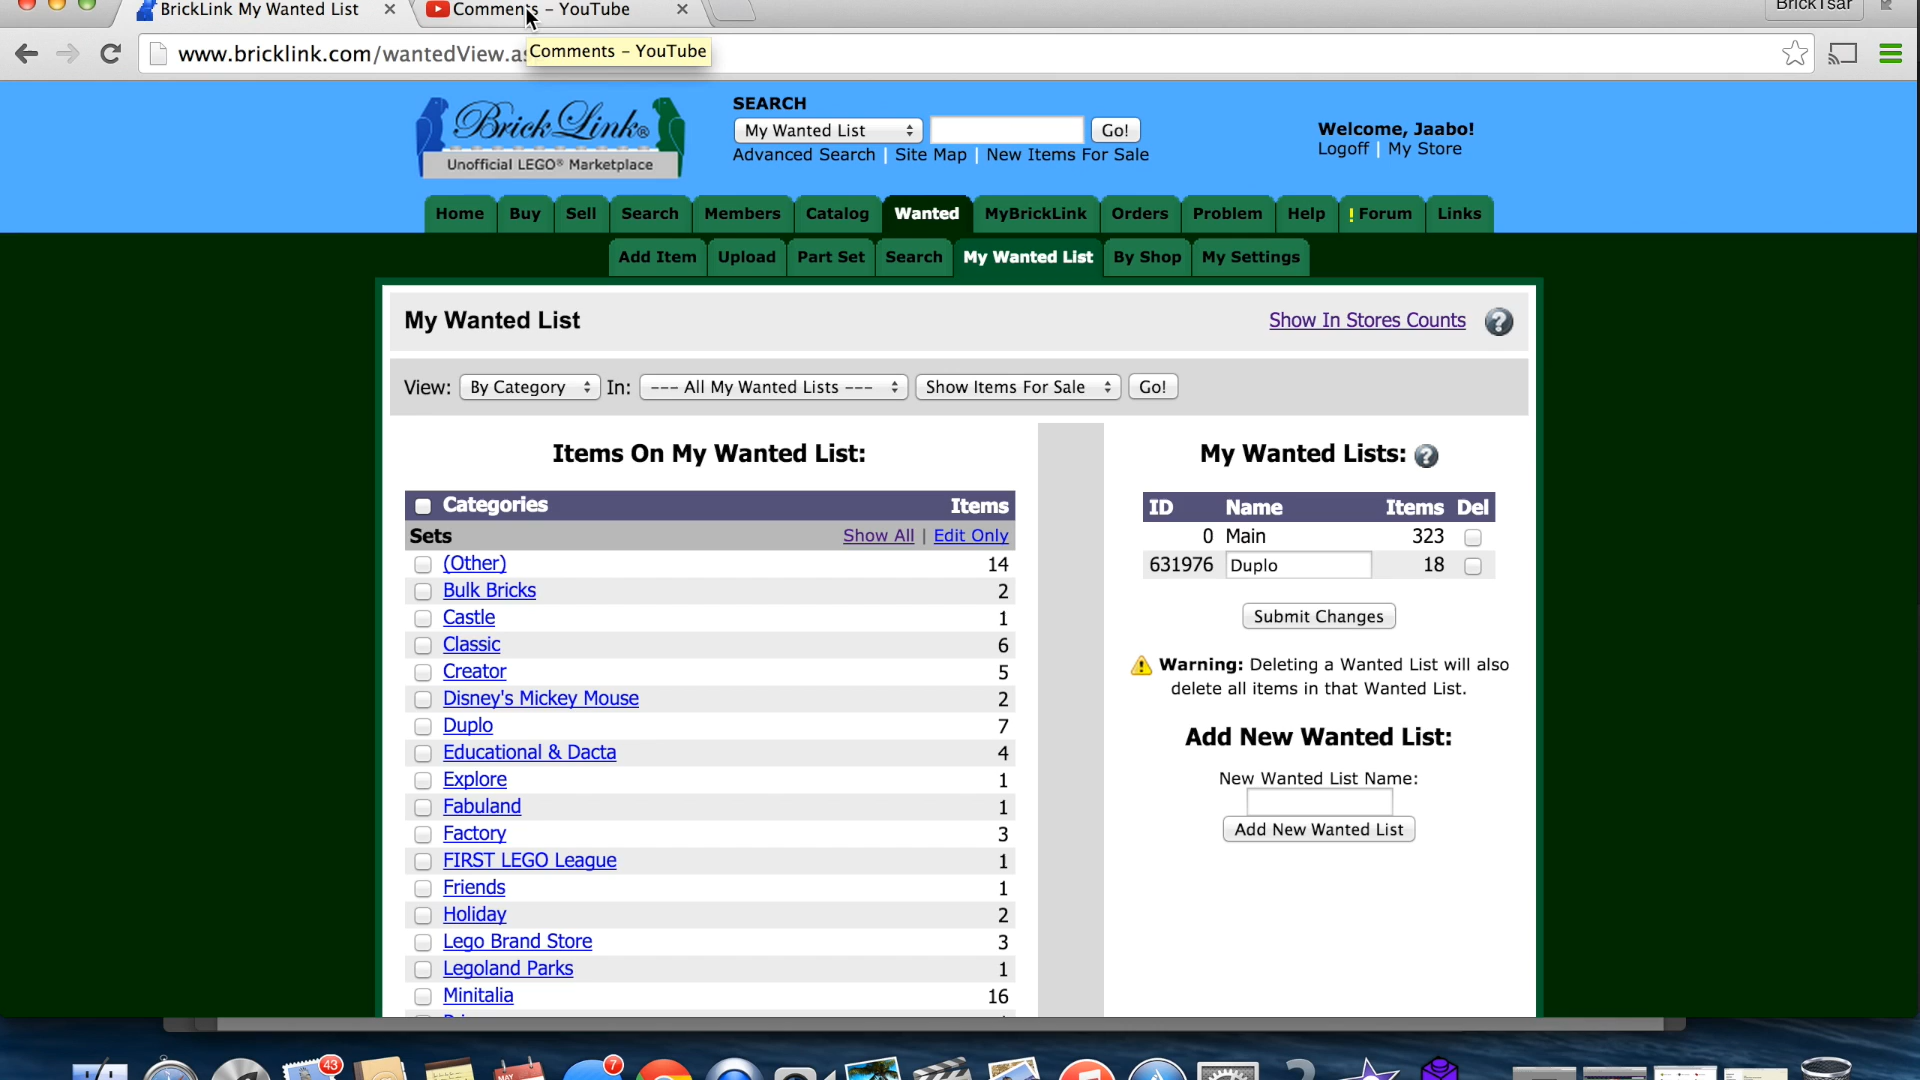 BrickLink My Wanted List
Comments – YouTube
BrickTsar
www.bricklink.com/wantedView.as
Comments – YouTube
BrickLink®
Unofficial LEGO® Marketplace
SEARCH
My Wanted List Go!
Advanced Search | Site Map | New Items For Sale
Welcome, Jaabo!
Logoff | My Store
Home Buy Sell Search Members Catalog Wanted MyBrickLink Orders Problem Help ! Forum Links
Add Item Upload Part Set Search My Wanted List By Shop My Settings
My Wanted List
Show In Stores Counts ?
View: By Category In: --- All My Wanted Lists --- Show Items For Sale Go!
Items On My Wanted List:
Categories Items
Sets Show All | Edit Only
(Other) 14
Bulk Bricks 2
Castle 1
Classic 6
Creator 5
Disney's Mickey Mouse 2
Duplo 7
Educational & Dacta 4
Explore 1
Fabuland 1
Factory 3
FIRST LEGO League 1
Friends 1
Holiday 2
Lego Brand Store 3
Legoland Parks 1
Minitalia 16
My Wanted Lists: ?
ID Name Items Del
0 Main 323
631976 Duplo 18
Submit Changes
Warning: Deleting a Wanted List will also
delete all items in that Wanted List.
Add New Wanted List:
New Wanted List Name:
Add New Wanted List
43
MAY
7